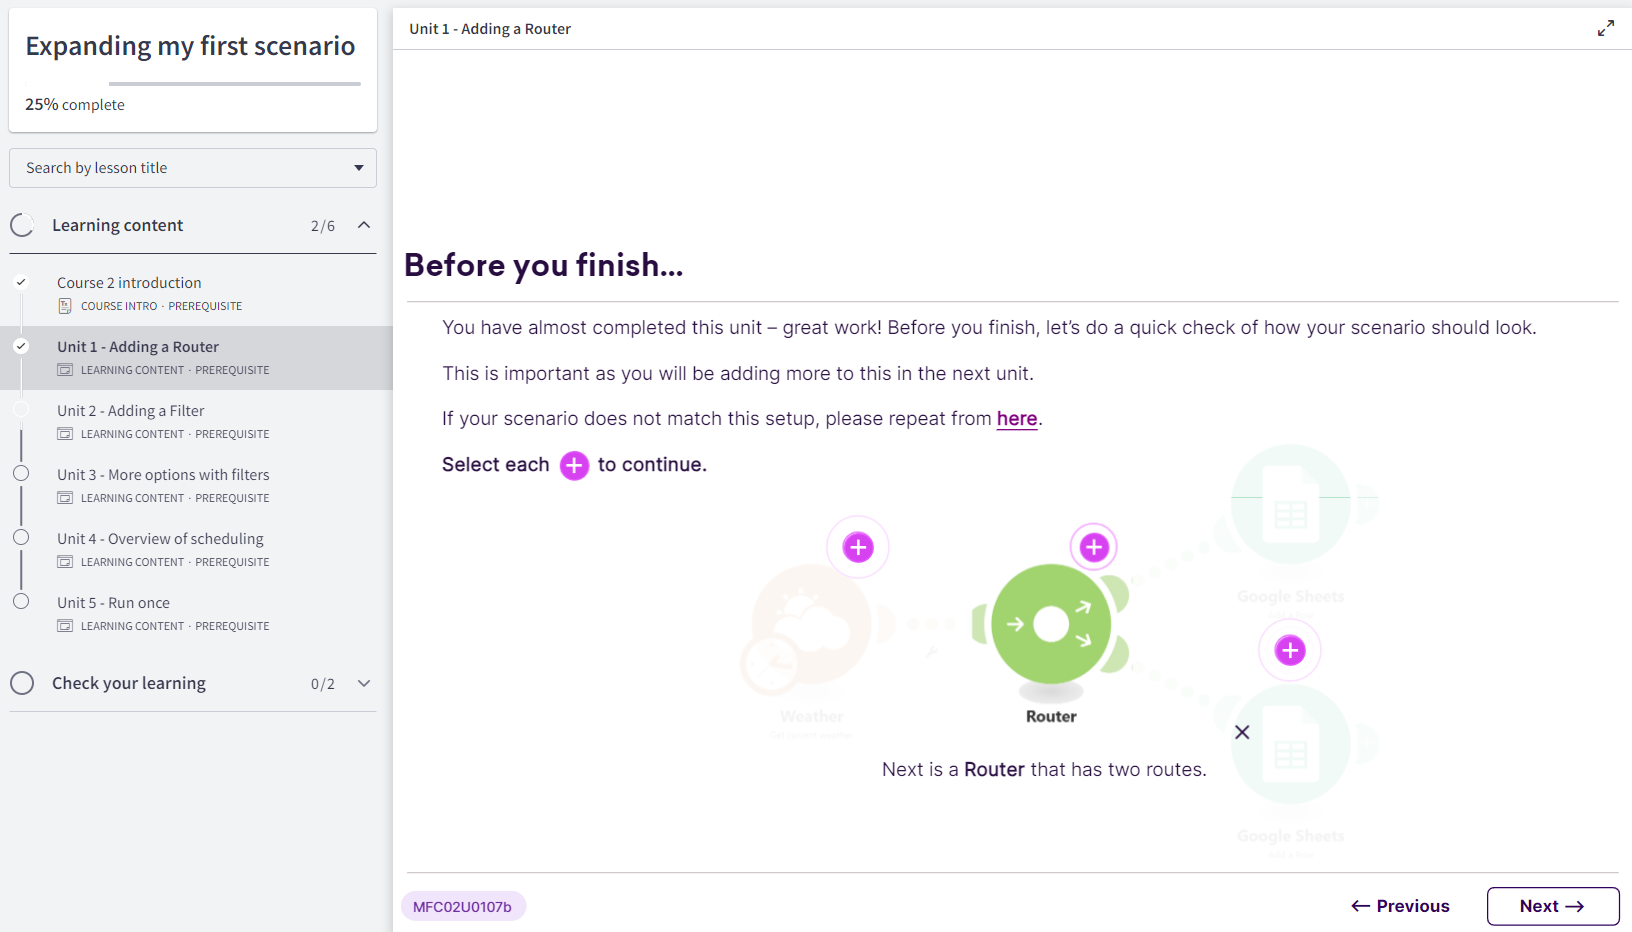 Expanding my first scenario
25% complete
Search by lesson title
Learning content 2/6
Course 2 introduction
COURSE INTRO · PREREQUISITE
Unit 1 - Adding a Router
LEARNING CONTENT · PREREQUISITE
Unit 2 - Adding a Filter
LEARNING CONTENT · PREREQUISITE
Unit 3 - More options with filters
LEARNING CONTENT · PREREQUISITE
Unit 4 - Overview of scheduling
LEARNING CONTENT · PREREQUISITE
Unit 5 - Run once
LEARNING CONTENT · PREREQUISITE
Check your learning 0/2
Unit 1 - Adding a Router
Before you finish...
You have almost completed this unit – great work! Before you finish, let’s do a quick check of how your scenario should look.
This is important as you will be adding more to this in the next unit.
If your scenario does not match this setup, please repeat from here.
Select each to continue.
Google Sheets
Weather
Router
Next is a Router that has two routes.
Google Sheets
MFC02U0107b
Previous
Next